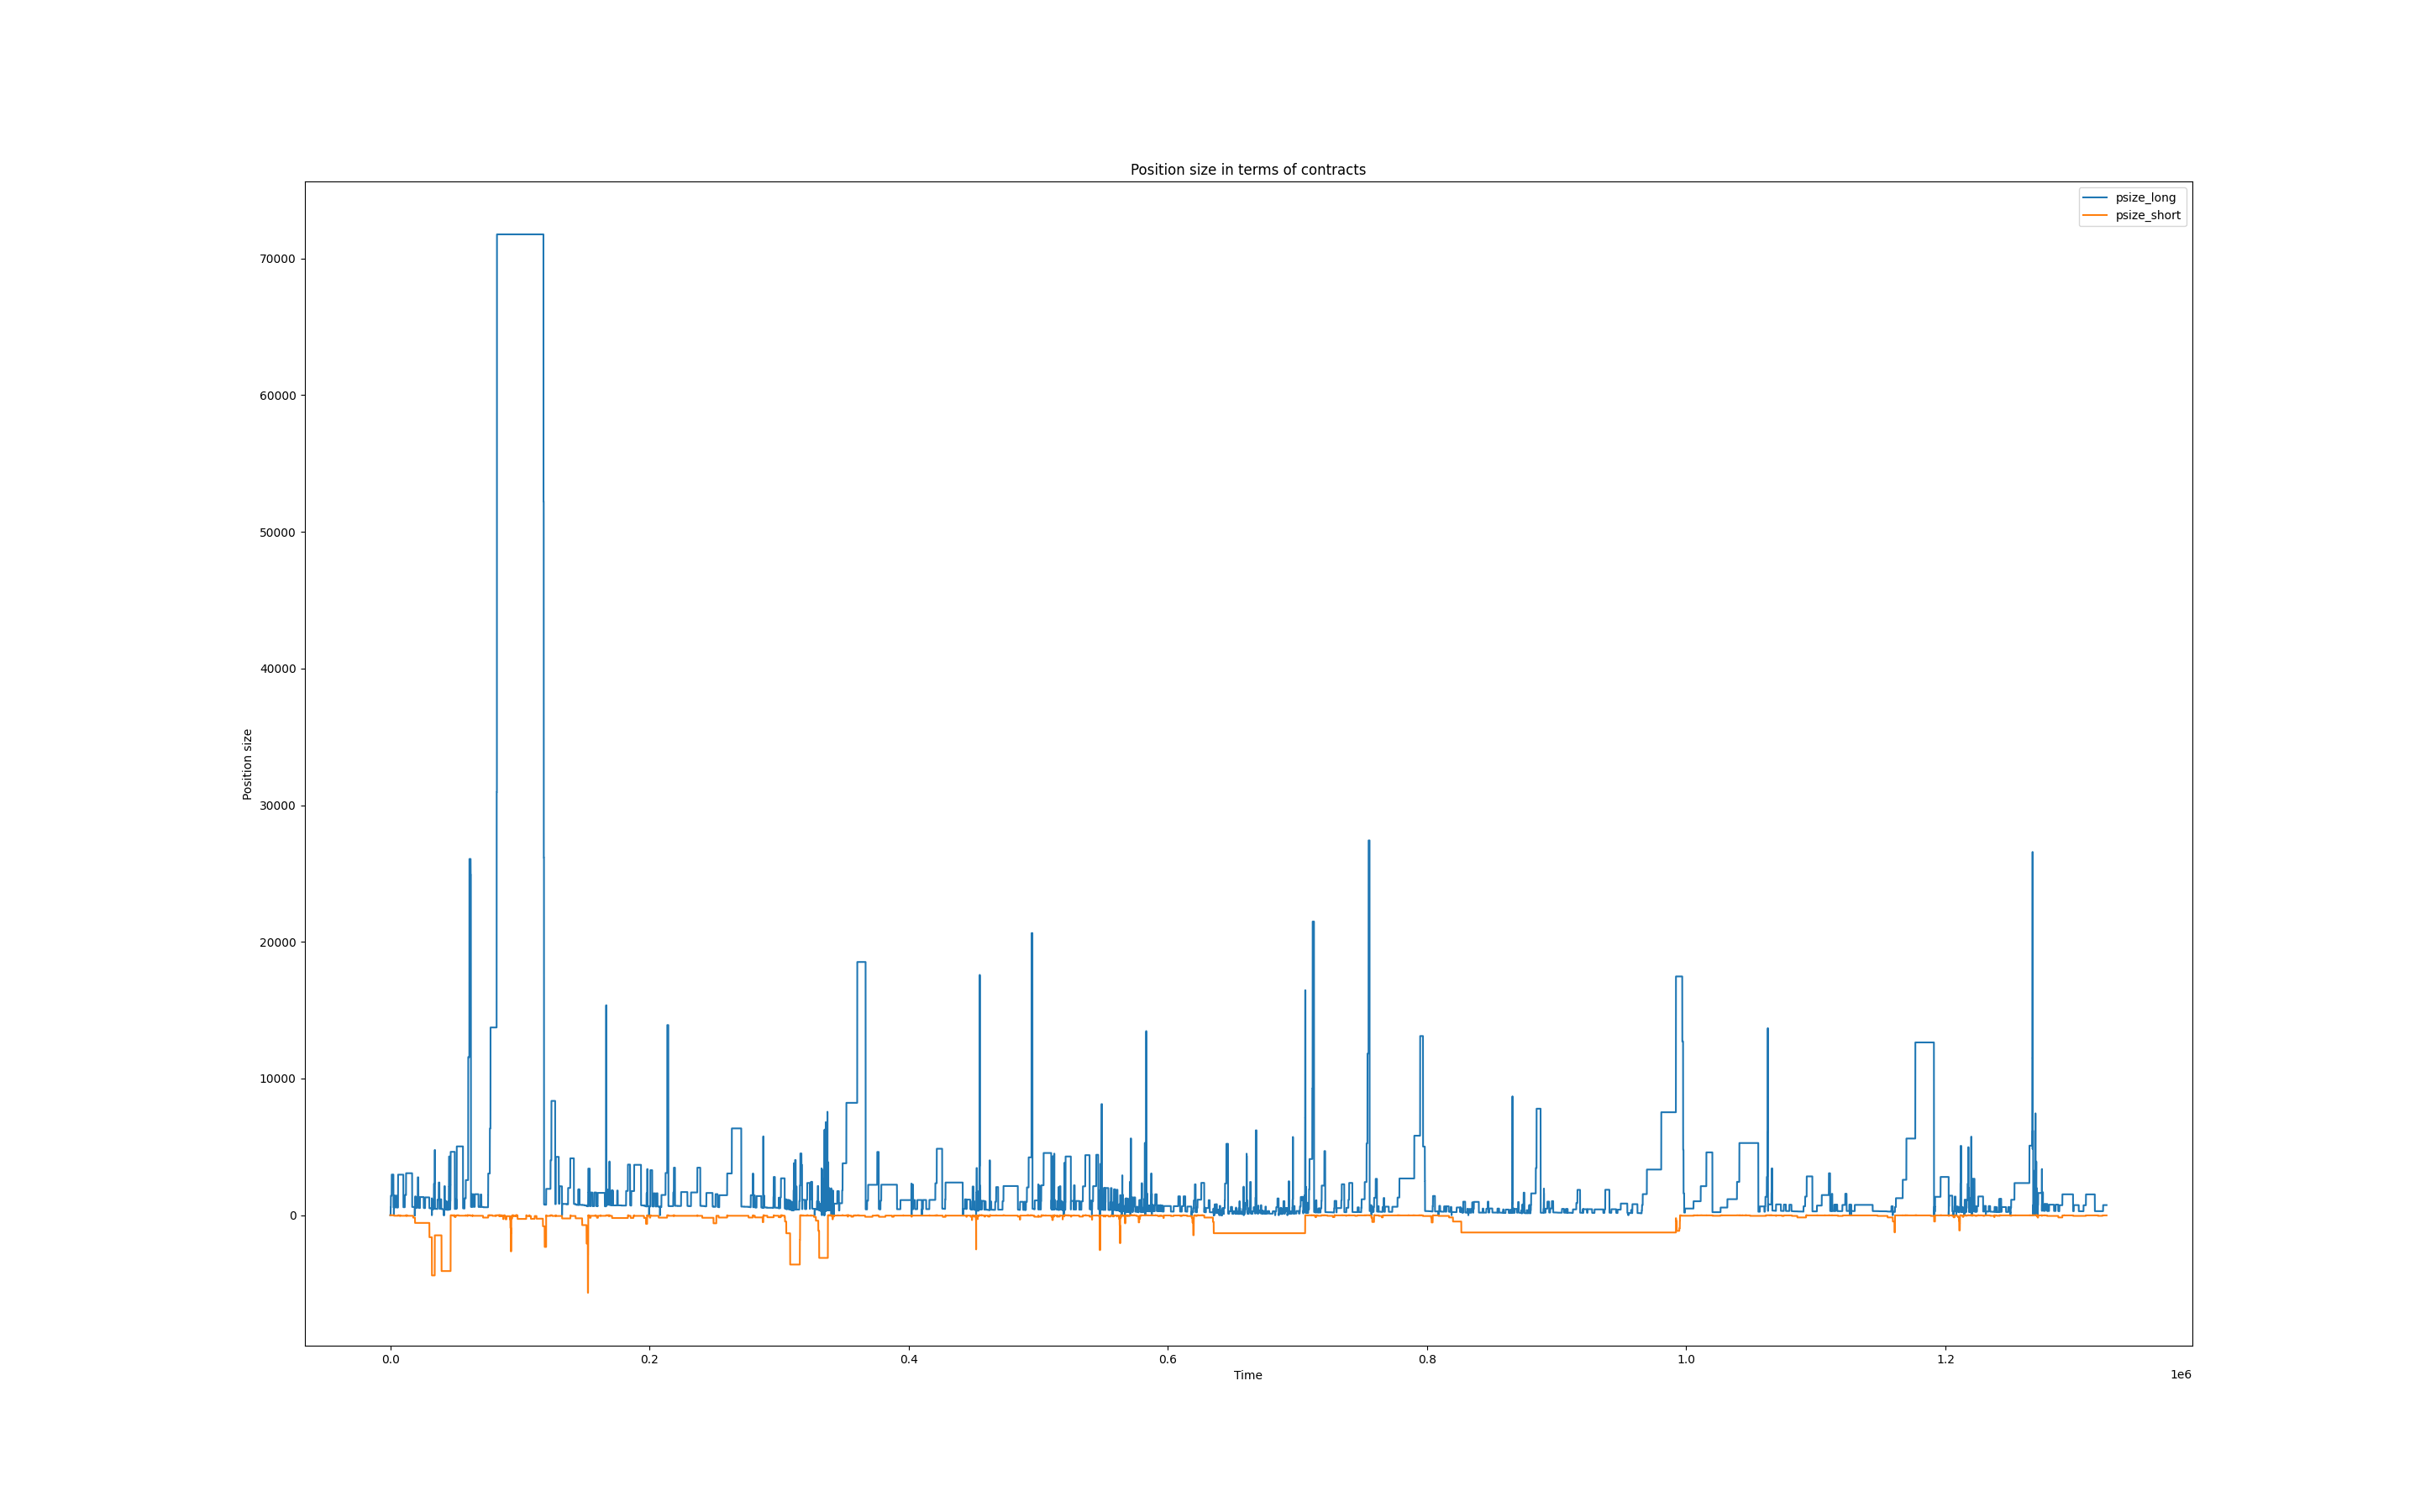 Position size in terms of contracts
psize_long
psize_short
70000
60000
50000
40000
30000
20000
10000
0
Position size
0.0 0.2 0.4 0.6 0.8 1.0 1.2
Time
1e6